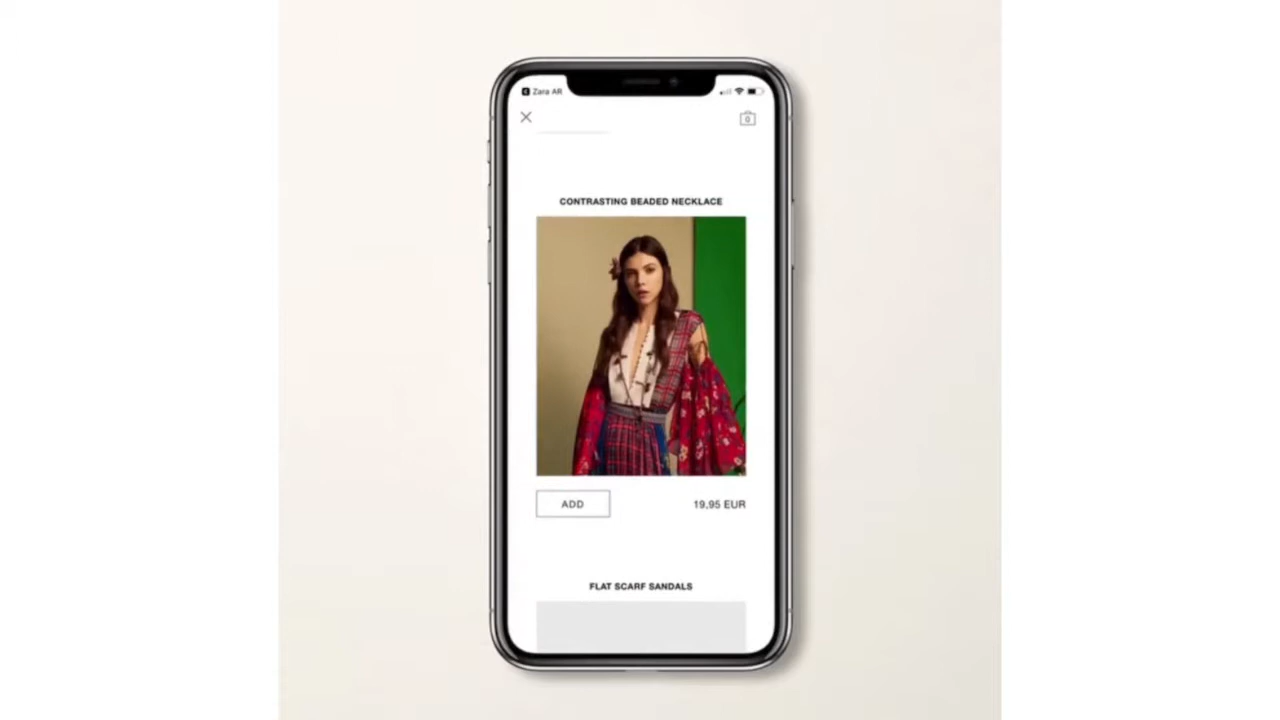 Zara AR
0
CONTRASTING BEADED NECKLACE
ADD
19,95 EUR
FLAT SCARF SANDALS